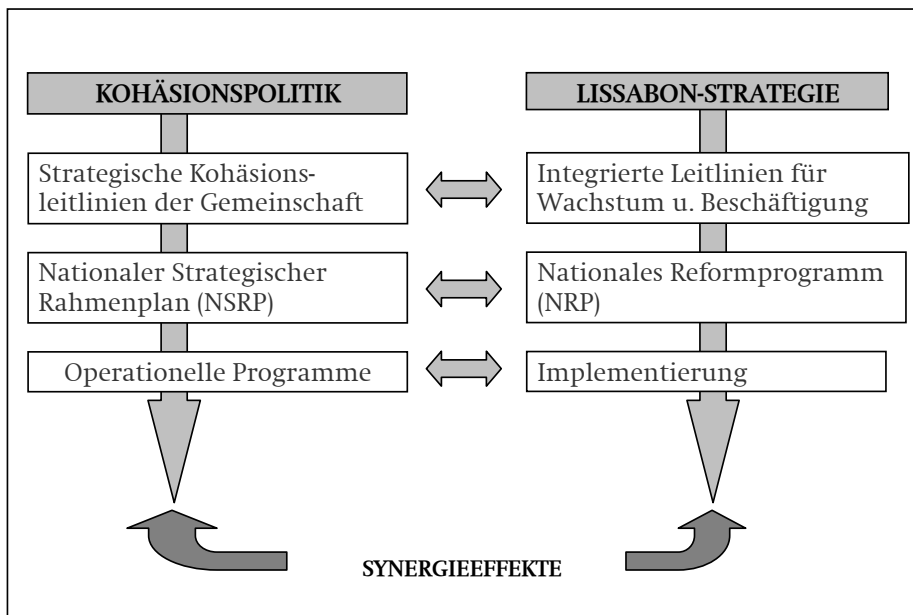 KOHÄSIONSPOLITIK
Strategische Kohäsions-
leitlinien der Gemeinschaft
Nationaler Strategischer
Rahmenplan (NSRP)
Operationelle Programme
LISSABON-STRATEGIE
Integrierte Leitlinien für
Wachstum u. Beschäftigung
Nationales Reformprogramm
(NRP)
Implementierung
SYNERGIEEFFEKTE